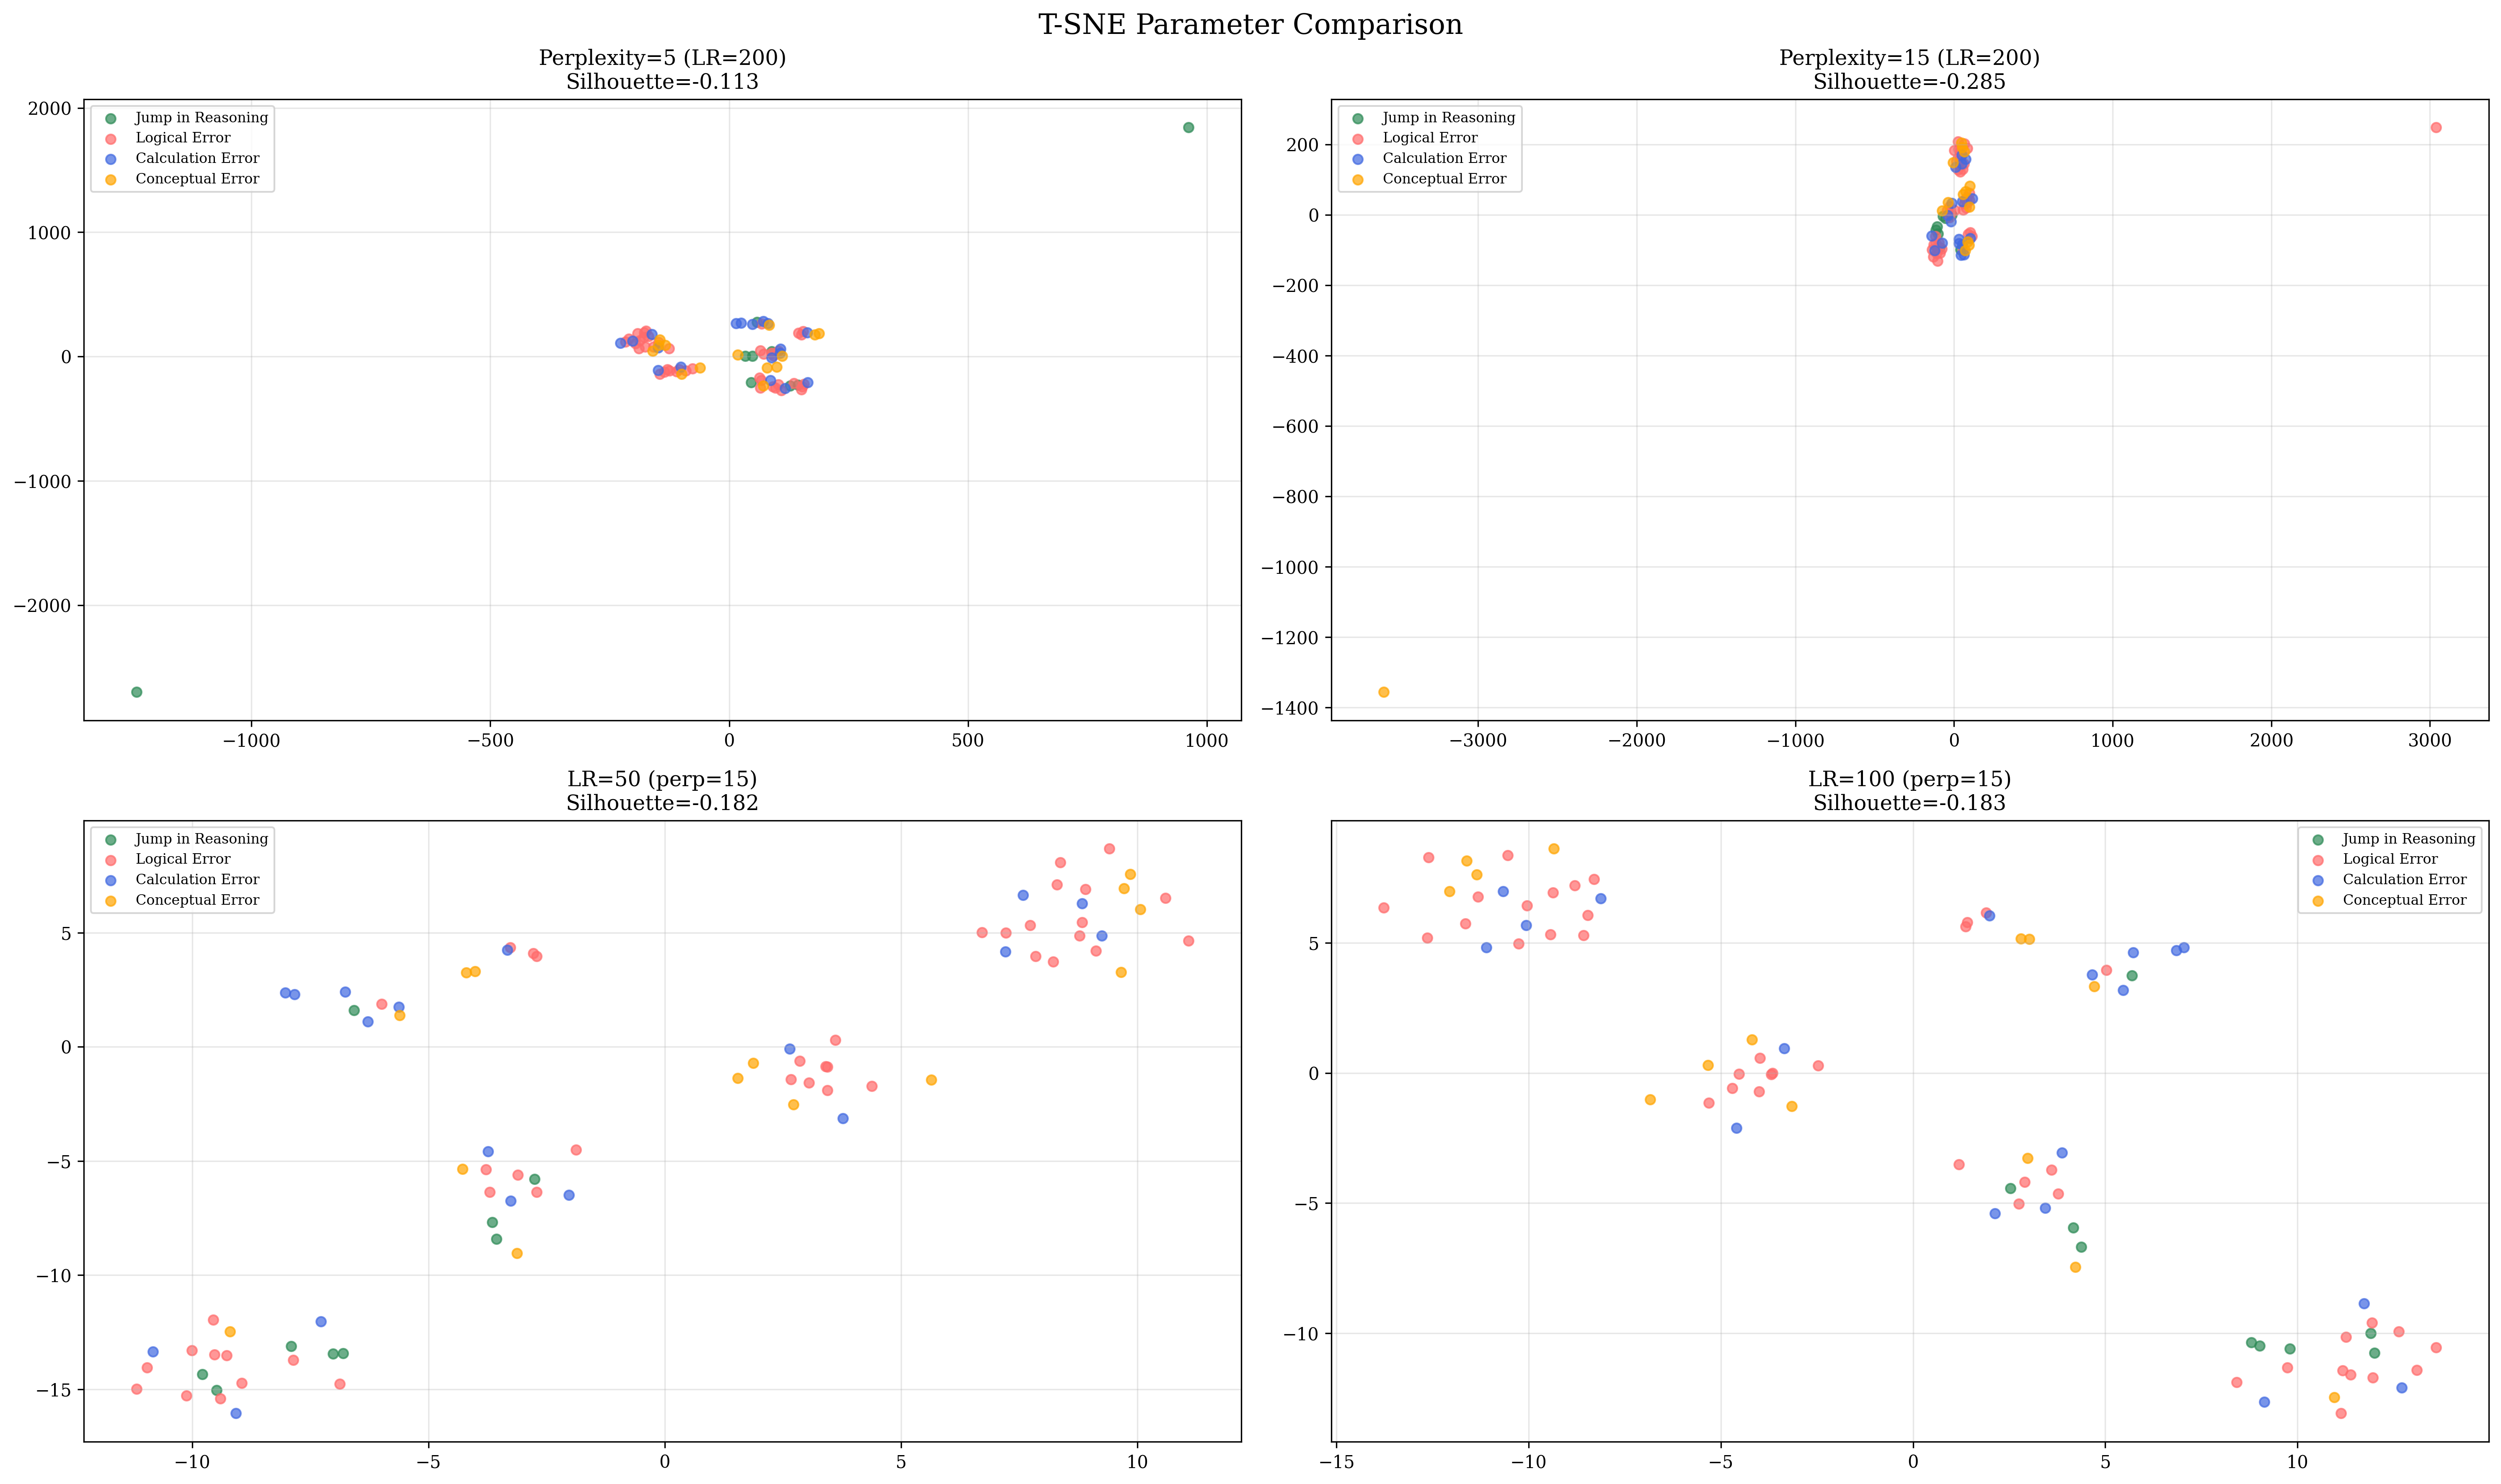 T-SNE Parameter Comparison
Perplexity=5 (LR=200)
Silhouette=-0.113
Jump in Reasoning
Logical Error
Calculation Error
Conceptual Error
2000
1000
0
−1000
−2000
−1000
−500
0
500
1000
Perplexity=15 (LR=200)
Silhouette=-0.285
Jump in Reasoning
Logical Error
Calculation Error
Conceptual Error
200
0
−200
−400
−600
−800
−1000
−1200
−1400
−3000
−2000
−1000
0
1000
2000
3000
LR=50 (perp=15)
Silhouette=-0.182
Jump in Reasoning
Logical Error
Calculation Error
Conceptual Error
5
0
−5
−10
−15
−10
−5
0
5
10
LR=100 (perp=15)
Silhouette=-0.183
Jump in Reasoning
Logical Error
Calculation Error
Conceptual Error
5
0
−5
−10
−15
−10
−5
0
5
10